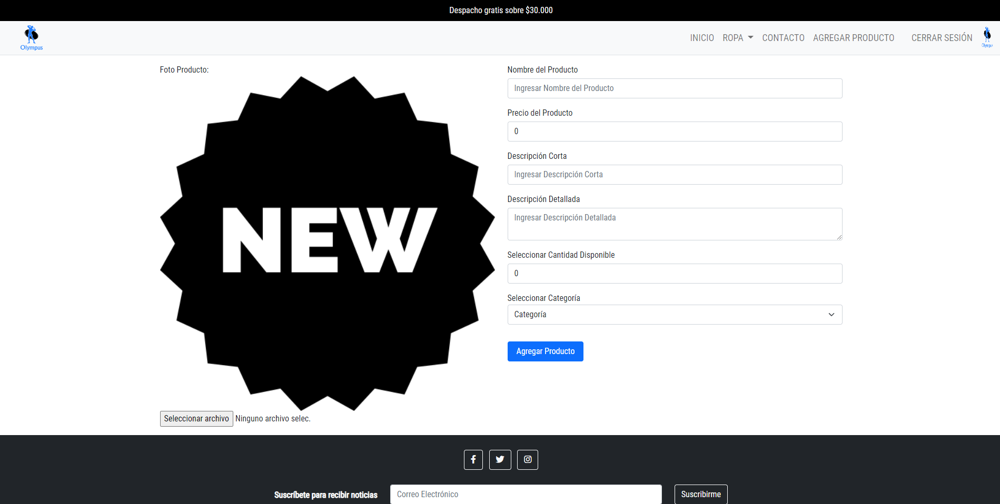 Despacho gratis sobre $30.000
Olympus
INICIO ROPA CONTACTO AGREGAR PRODUCTO CERRAR SESIÓN
Olympus
Foto Producto:
NEW
Seleccionar archivo Ninguno archivo selec.
Nombre del Producto
Ingresar Nombre del Producto
Precio del Producto
0
Descripción Corta
Ingresar Descripción Corta
Descripción Detallada
Ingresar Descripción Detallada
Seleccionar Cantidad Disponible
0
Seleccionar Categoría
Categoría
Agregar Producto
Suscríbete para recibir noticias Correo Electrónico Suscribirme